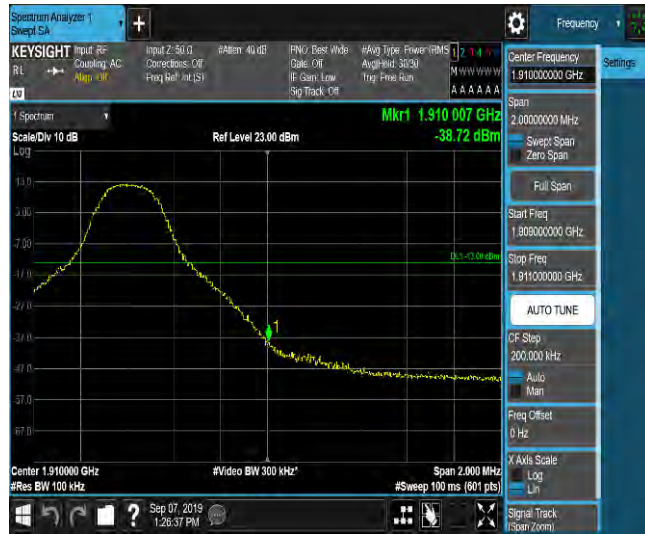 Spectrum Analyzer 1
Swept SA
Frequency
KEYSIGHT
Input: RF
Coupling: AC
Align: Off
RL
Input Z: 50 Ω
Corrections: Off
Freq Ref: Int (S)
#Atten: 40 dB
PNO: Best Wide
Gate: Off
IF Gain: Low
Sig Track: Off
#Avg Type: Power (RMS
Avg|Hold: 30/30
Trig: Free Run
M W W W W W
A A A A A A
LXI
1 Spectrum
Scale/Div 10 dB
Log
Ref Level 23.00 dBm
Mkr1 1.910 007 GHz
-38.72 dBm
13.0
3.00
-7.00
DL1 -13.00 dBm
-17.0
-27.0
-37.0
1
-47.0
-57.0
-67.0
Center 1.910000 GHz
#Res BW 100 kHz
#Video BW 300 kHz*
Span 2.000 MHz
#Sweep 100 ms (601 pts)
Sep 07, 2019
1:26:37 PM
?
Center Frequency
1.910000000 GHz
Settings
Span
2.00000000 MHz
Swept Span
Zero Span
Full Span
Start Freq
1.909000000 GHz
Stop Freq
1.911000000 GHz
AUTO TUNE
CF Step
200.000 kHz
Auto
Man
Freq Offset
0 Hz
X Axis Scale
Log
Lin
Signal Track
(Span Zoom)